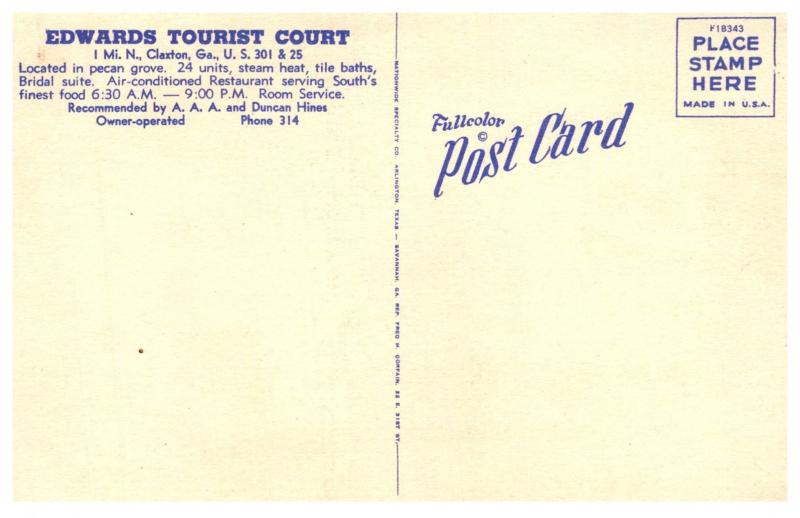 EDWARDS TOURIST COURT
1 Mi. N., Claxton, Ga., U. S. 301 & 25
Located in pecan grove. 24 units, steam heat, tile baths,
Bridal suite. Air-conditioned Restaurant serving South's
finest food 6:30 A.M. — 9:00 P.M. Room Service.
Recommended by A. A. A. and Duncan Hines
Owner-operated Phone 314
NATIONWIDE SPECIALTY CO. ARLINGTON, TEXAS — SAVANNAH, GA. REP. FRED M. GORFAIN, 22 E. 31ST ST.
Fullcolor
©
Post Card
F18343
PLACE
STAMP
HERE
MADE IN U.S.A.